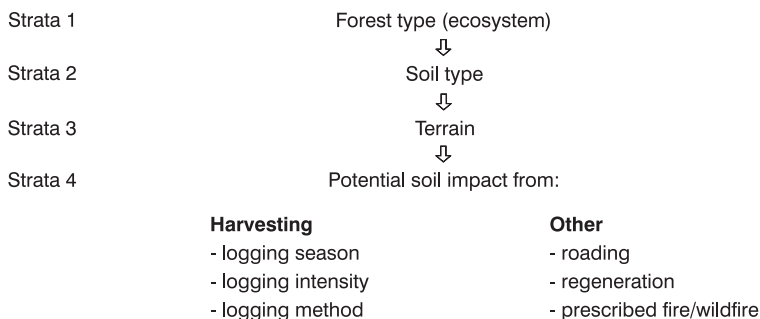 Strata 1 Forest type (ecosystem)
Strata 2 Soil type
Strata 3 Terrain
Strata 4 Potential soil impact from:
Harvesting Other
- logging season - roading
- logging intensity - regeneration
- logging method - prescribed fire/wildfire